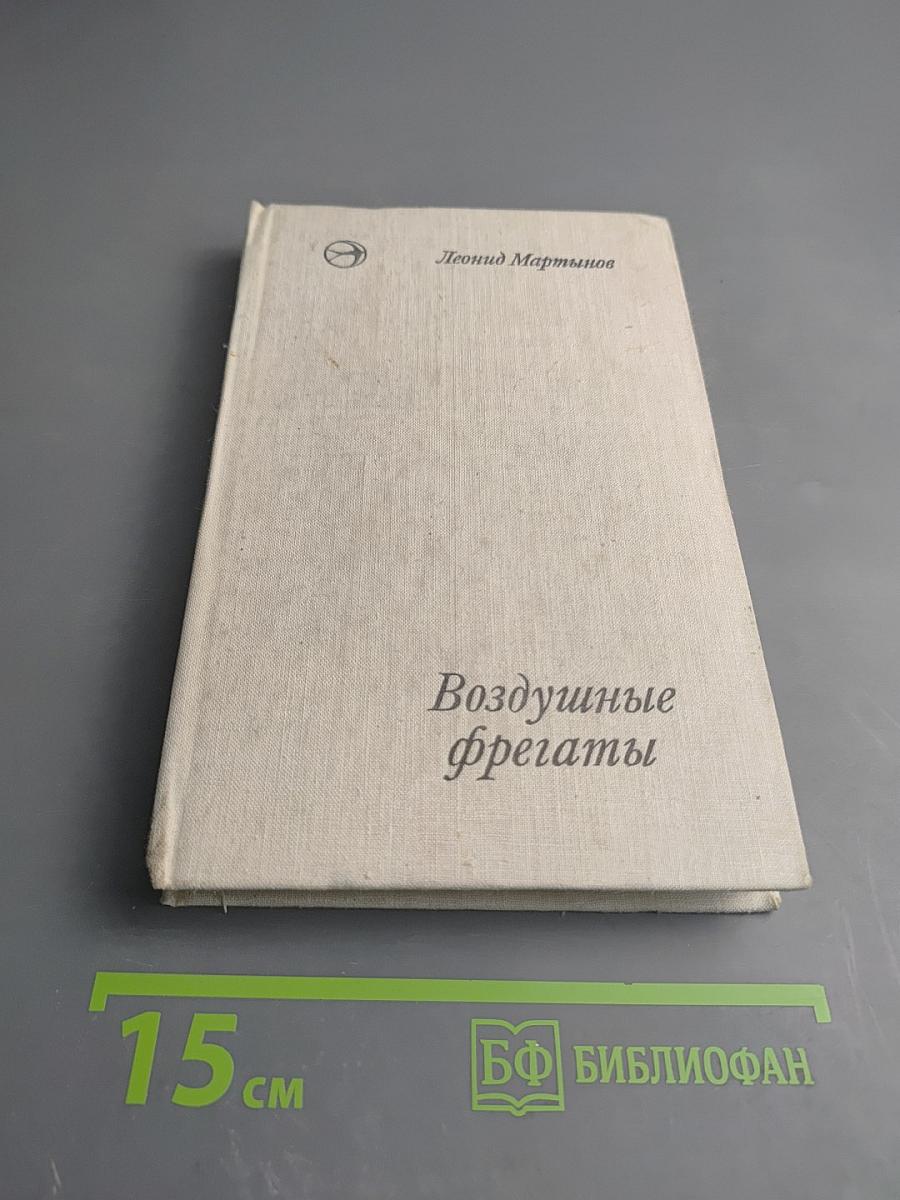 Леонид Мартынов
Воздушные
фрегаты
15 см
БФ БИБЛИОФАН